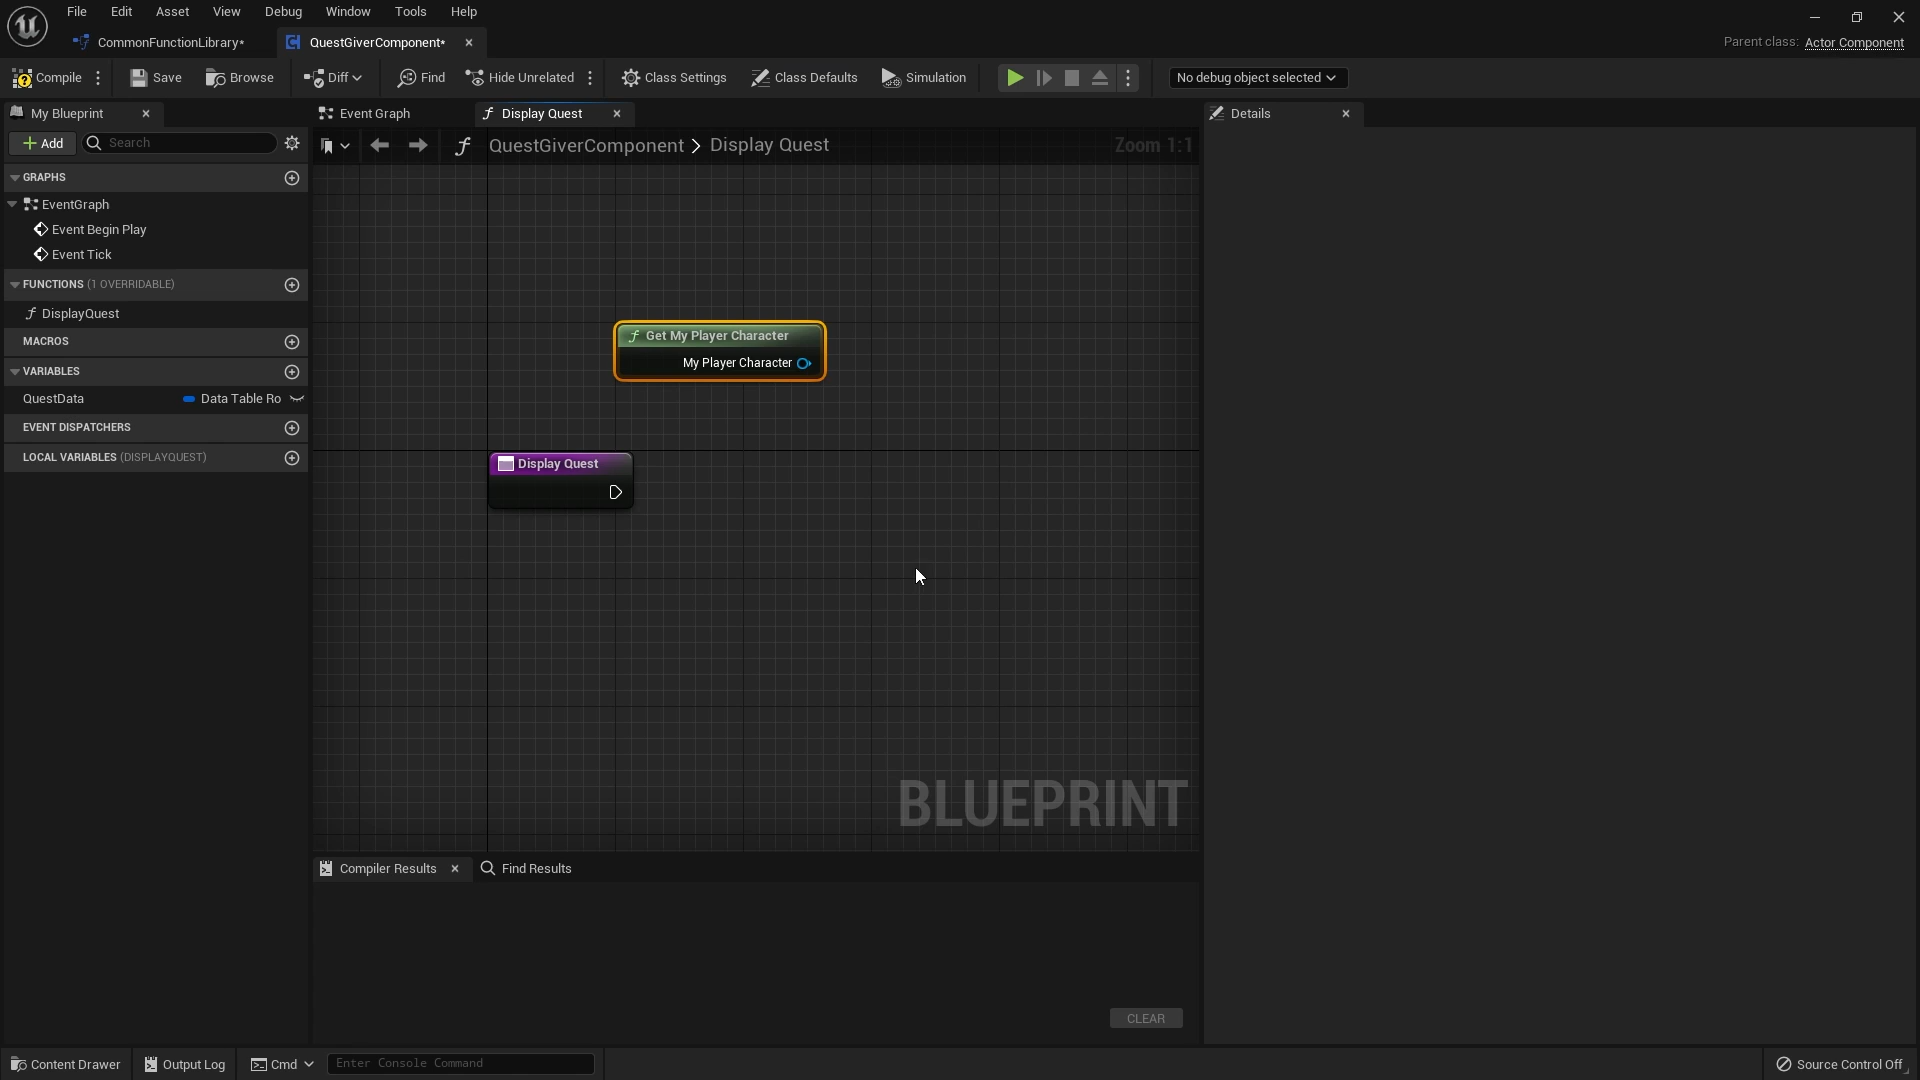 File Edit Asset View Debug Window Tools Help
CommonFunctionLibrary* QuestGiverComponent* Parent class: Actor Component
Compile Save Browse Diff Find Hide Unrelated Class Settings Class Defaults Simulation No debug object selected
My Blueprint Event Graph Display Quest Details
Add Search QuestGiverComponent > Display Quest Zoom 1:1
GRAPHS
EventGraph
Event Begin Play
Event Tick
FUNCTIONS (1 OVERRIDABLE)
DisplayQuest
MACROS
VARIABLES
QuestData Data Table Ro
EVENT DISPATCHERS
LOCAL VARIABLES (DISPLAYQUEST)
Get My Player Character
My Player Character
Display Quest
BLUEPRINT
Compiler Results Find Results
CLEAR
Content Drawer Output Log Cmd Enter Console Command Source Control Off